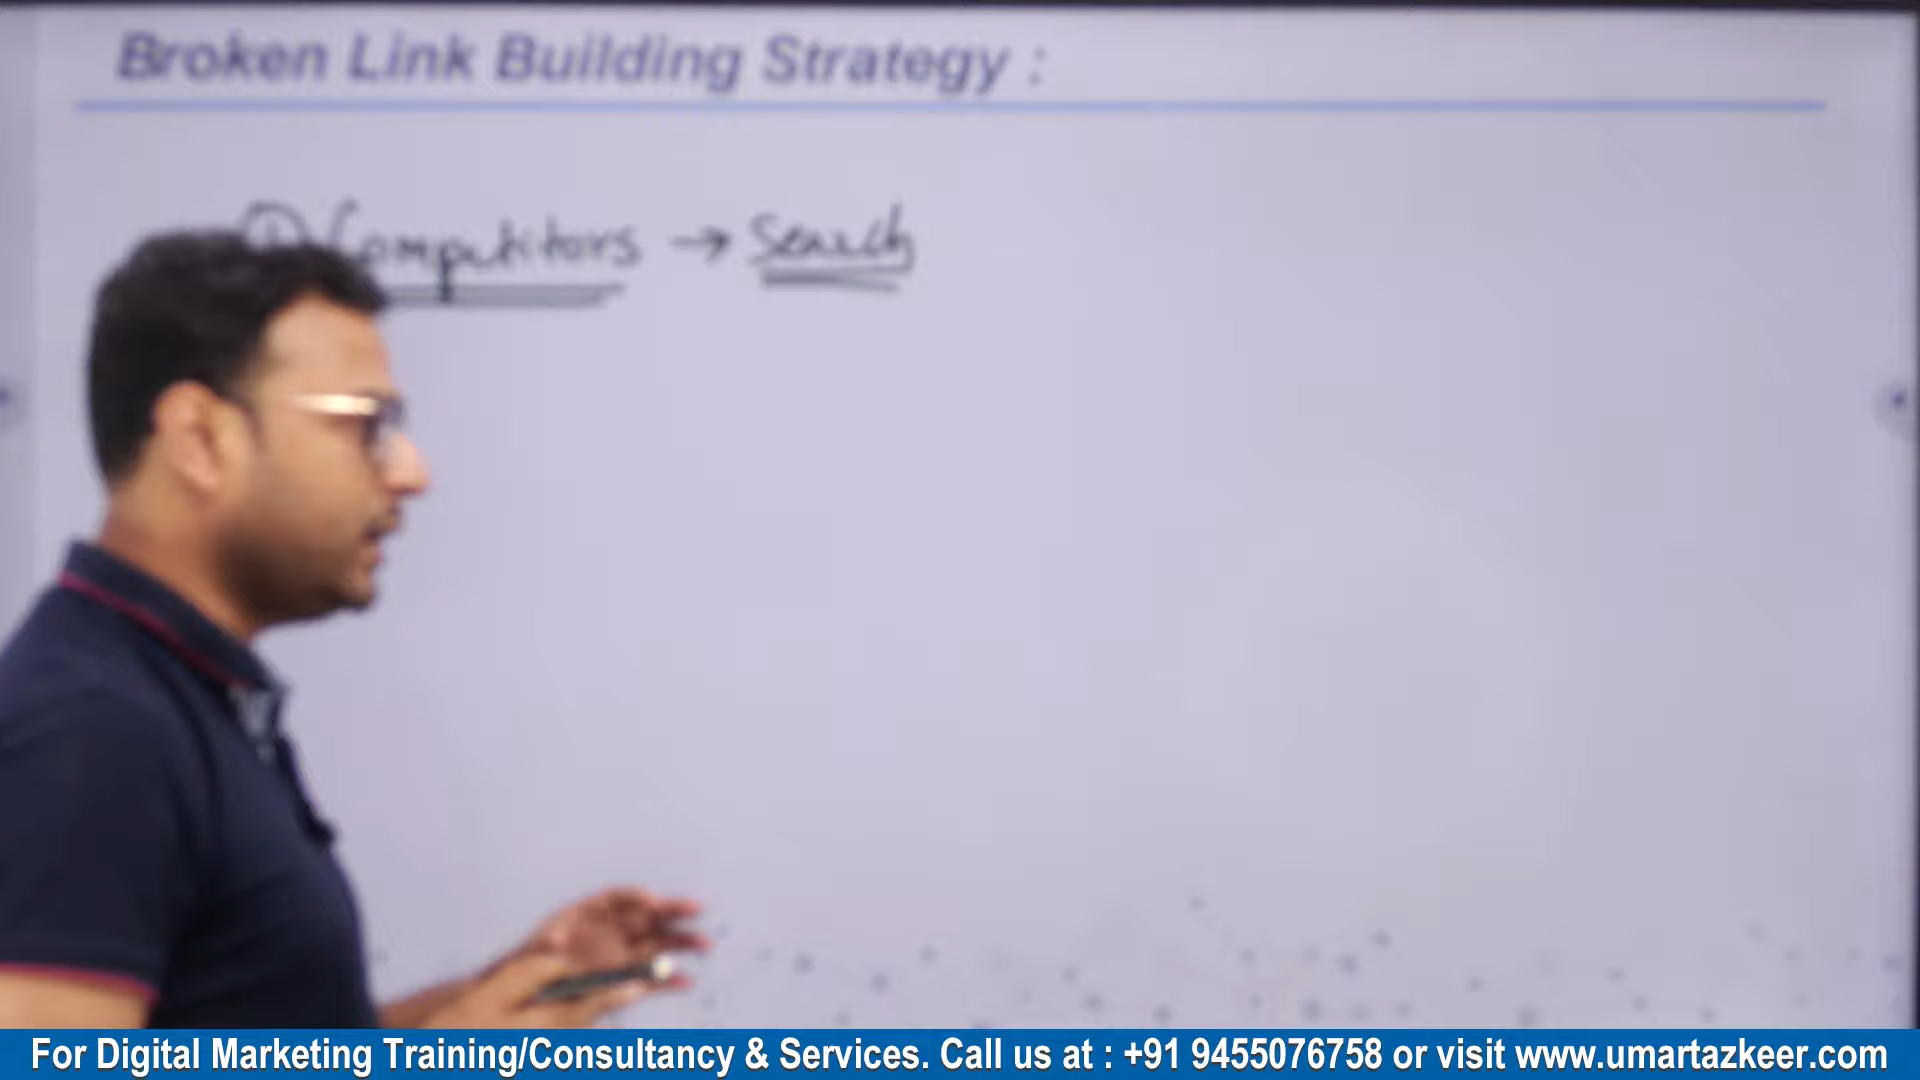 Broken Link Building Strategy :
① Competitors → Search
For Digital Marketing Training/Consultancy & Services. Call us at : +91 9455076758 or visit www.umartazkeer.com